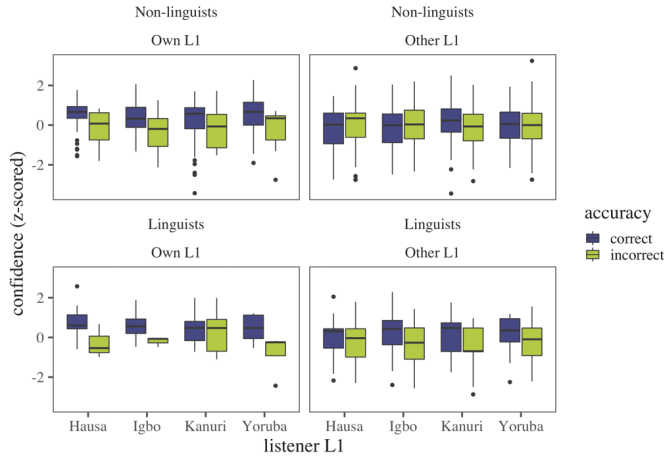 Non-linguists Non-linguists
Own L1 Other L1
2
0
-2
Linguists Linguists
Own L1 Other L1
2
0
-2
confidence (z-scored)
Hausa Igbo Kanuri Yoruba Hausa Igbo Kanuri Yoruba
listener L1
accuracy
correct
incorrect